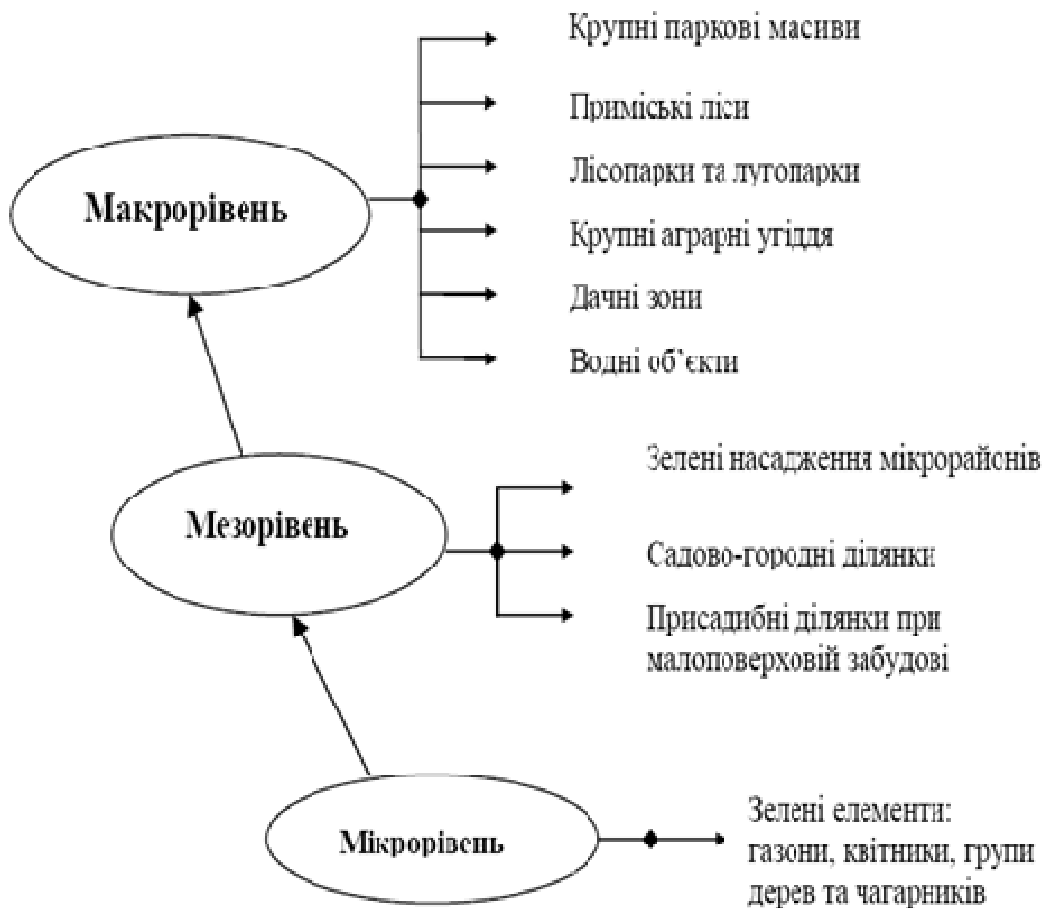 Макрорівень
Крупні паркові масиви
Приміські ліси
Лісопарки та лугопарки
Крупні аграрні угіддя
Дачні зони
Водні об`єкти
Мезорівень
Зелені насадження мікрорайонів
Садово-городні ділянки
Присадибні ділянки при
малоповерховій забудові
Мікрорівень
Зелені елементи:
газони, квітники, групи
дерев та чагарників